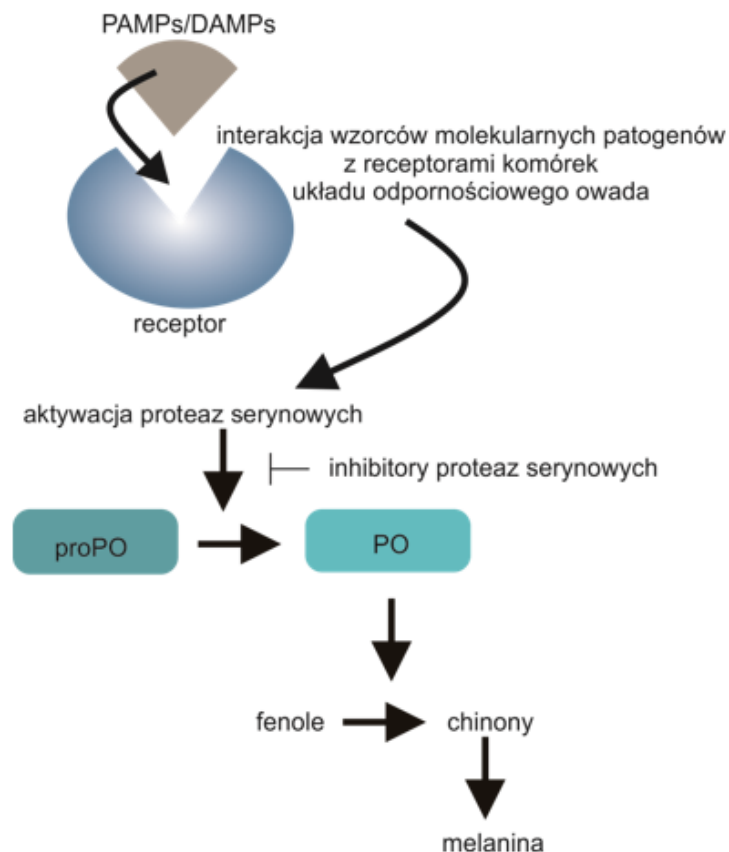 PAMPs/DAMPs
interakcja wzorców molekularnych patogenów
z receptorami komórek
układu odpornościowego owada
receptor
aktywacja proteaz serynowych
inhibitory proteaz serynowych
proPO
PO
fenole
chinony
melanina